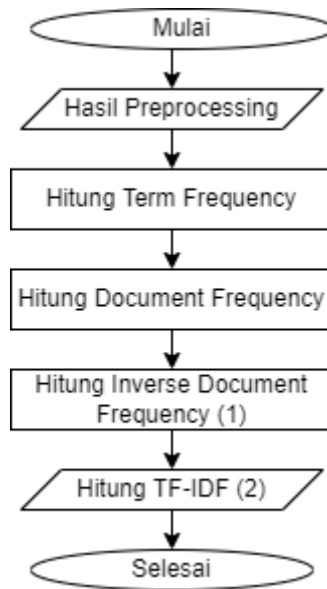 Mulai
Hasil Preprocessing
Hitung Term Frequency
Hitung Document Frequency
Hitung Inverse Document
Frequency (1)
Hitung TF-IDF (2)
Selesai